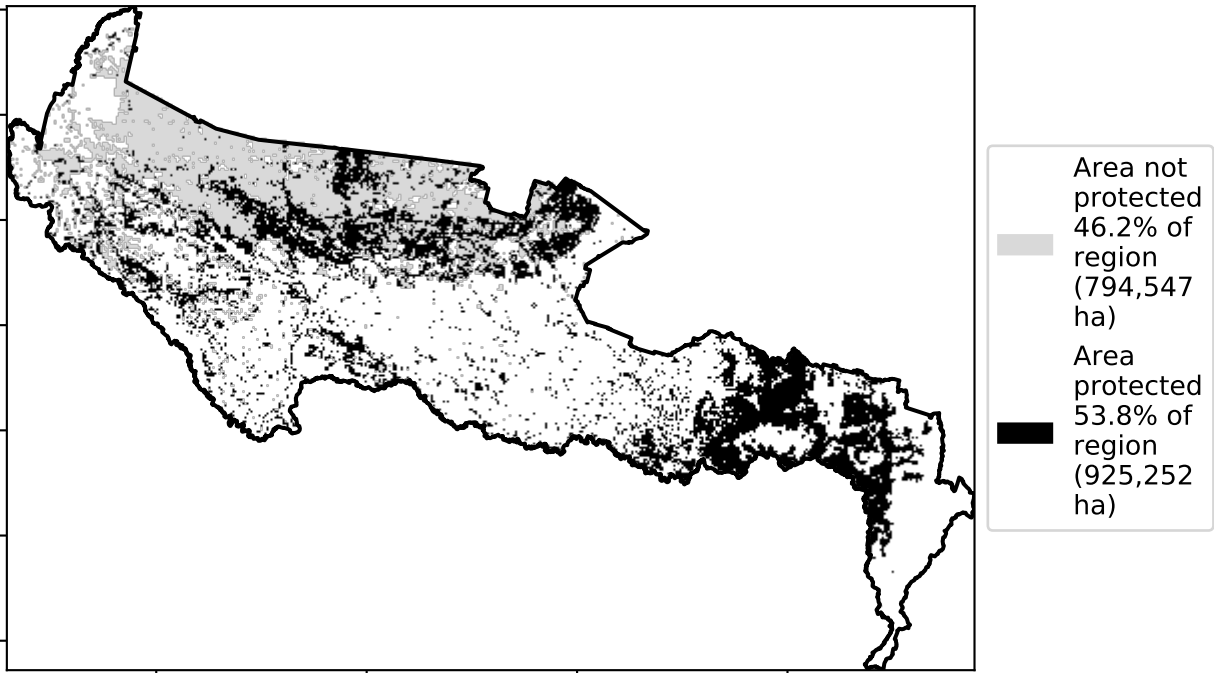 Area not
protected
46.2% of
region
(794,547
ha)
Area
protected
53.8% of
region
(925,252
ha)